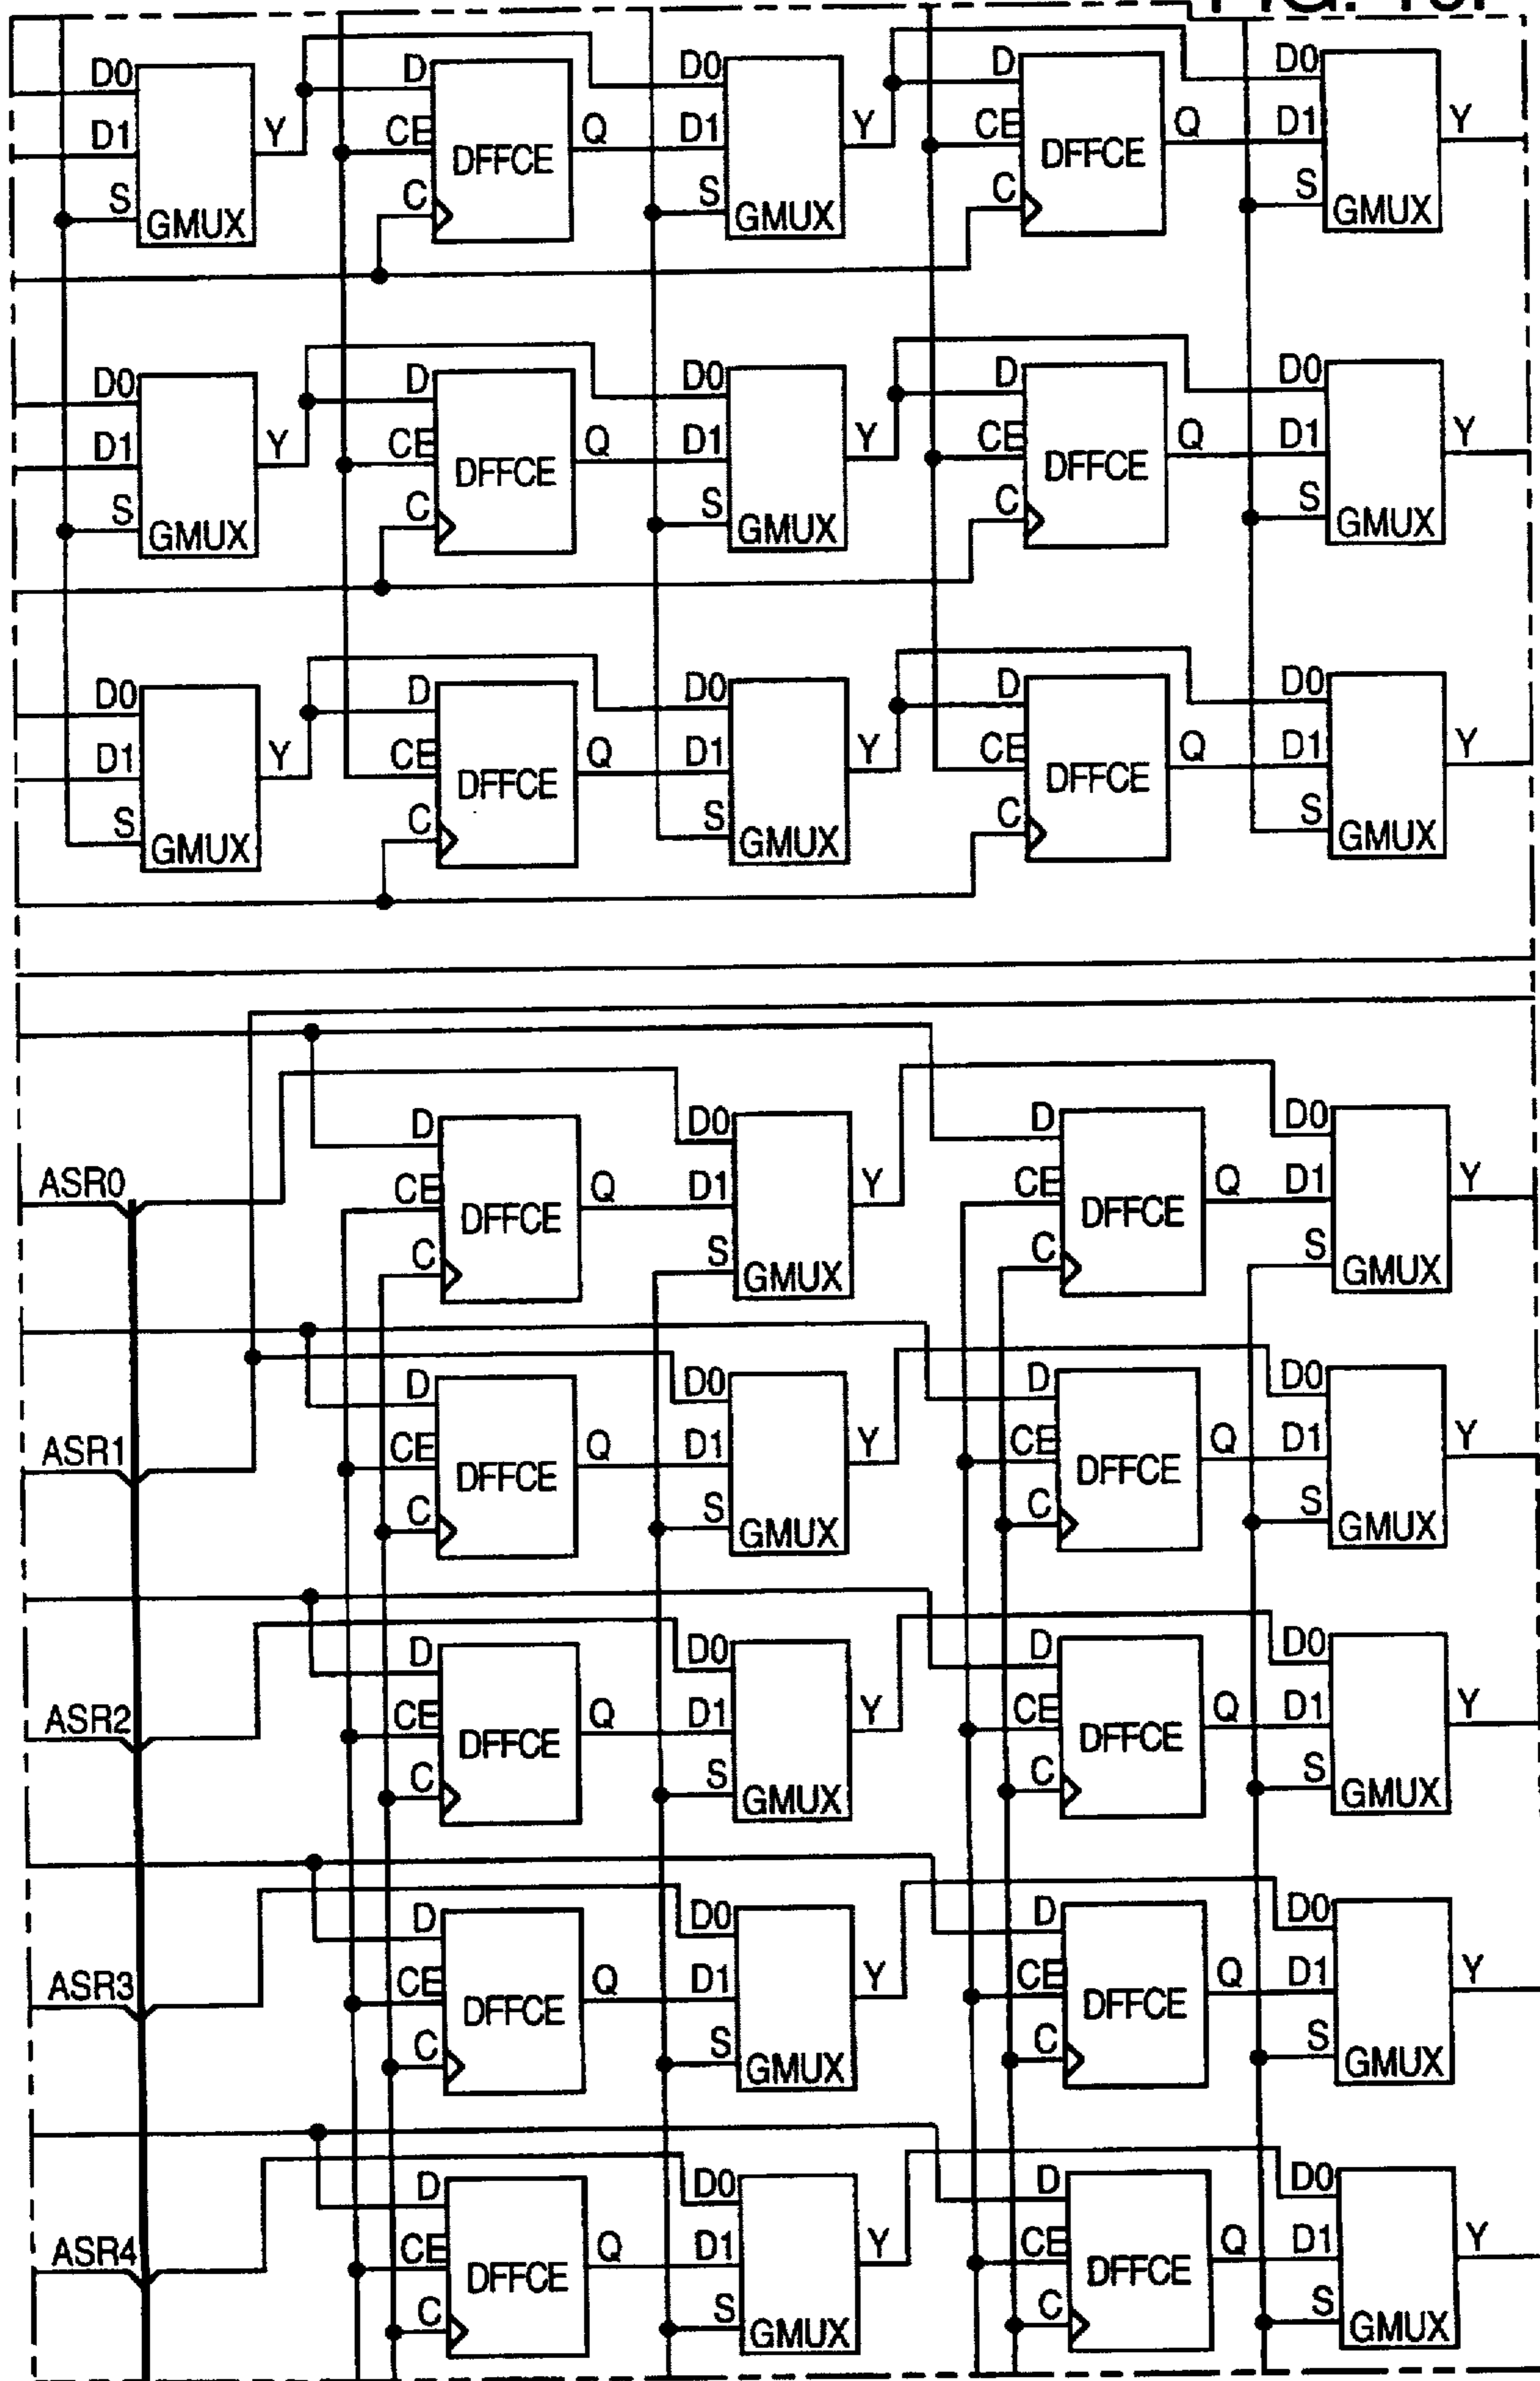 FIG.
D0 D D0 D D0
D1 Y CE Q D1 Y CE Q D1 Y
DFFCE DFFCE
S C S C S
GMUX GMUX GMUX
D0 D D0 D D0
D1 Y CE Q D1 Y CE Q D1 Y
DFFCE DFFCE
S C S C S
GMUX GMUX GMUX
D0 D D0 D D0
D1 Y CE Q D1 Y CE Q D1 Y
DFFCE DFFCE
S C S C S
GMUX GMUX GMUX
D D0 D D0
ASR0 CE Q D1 Y CE Q D1 Y
DFFCE DFFCE
C S C S
GMUX GMUX
D D0 D D0
ASR1 CE Q D1 Y CE Q D1 Y
DFFCE DFFCE
C S C S
GMUX GMUX
D D0 D D0
ASR2 CE Q D1 Y CE Q D1 Y
DFFCE DFFCE
C S C S
GMUX GMUX
D D0 D D0
ASR3 CE Q D1 Y CE Q D1 Y
DFFCE DFFCE
C S C S
GMUX GMUX
D D0 D D0
ASR4 CE Q D1 Y CE Q D1 Y
DFFCE DFFCE
C S C S
GMUX GMUX